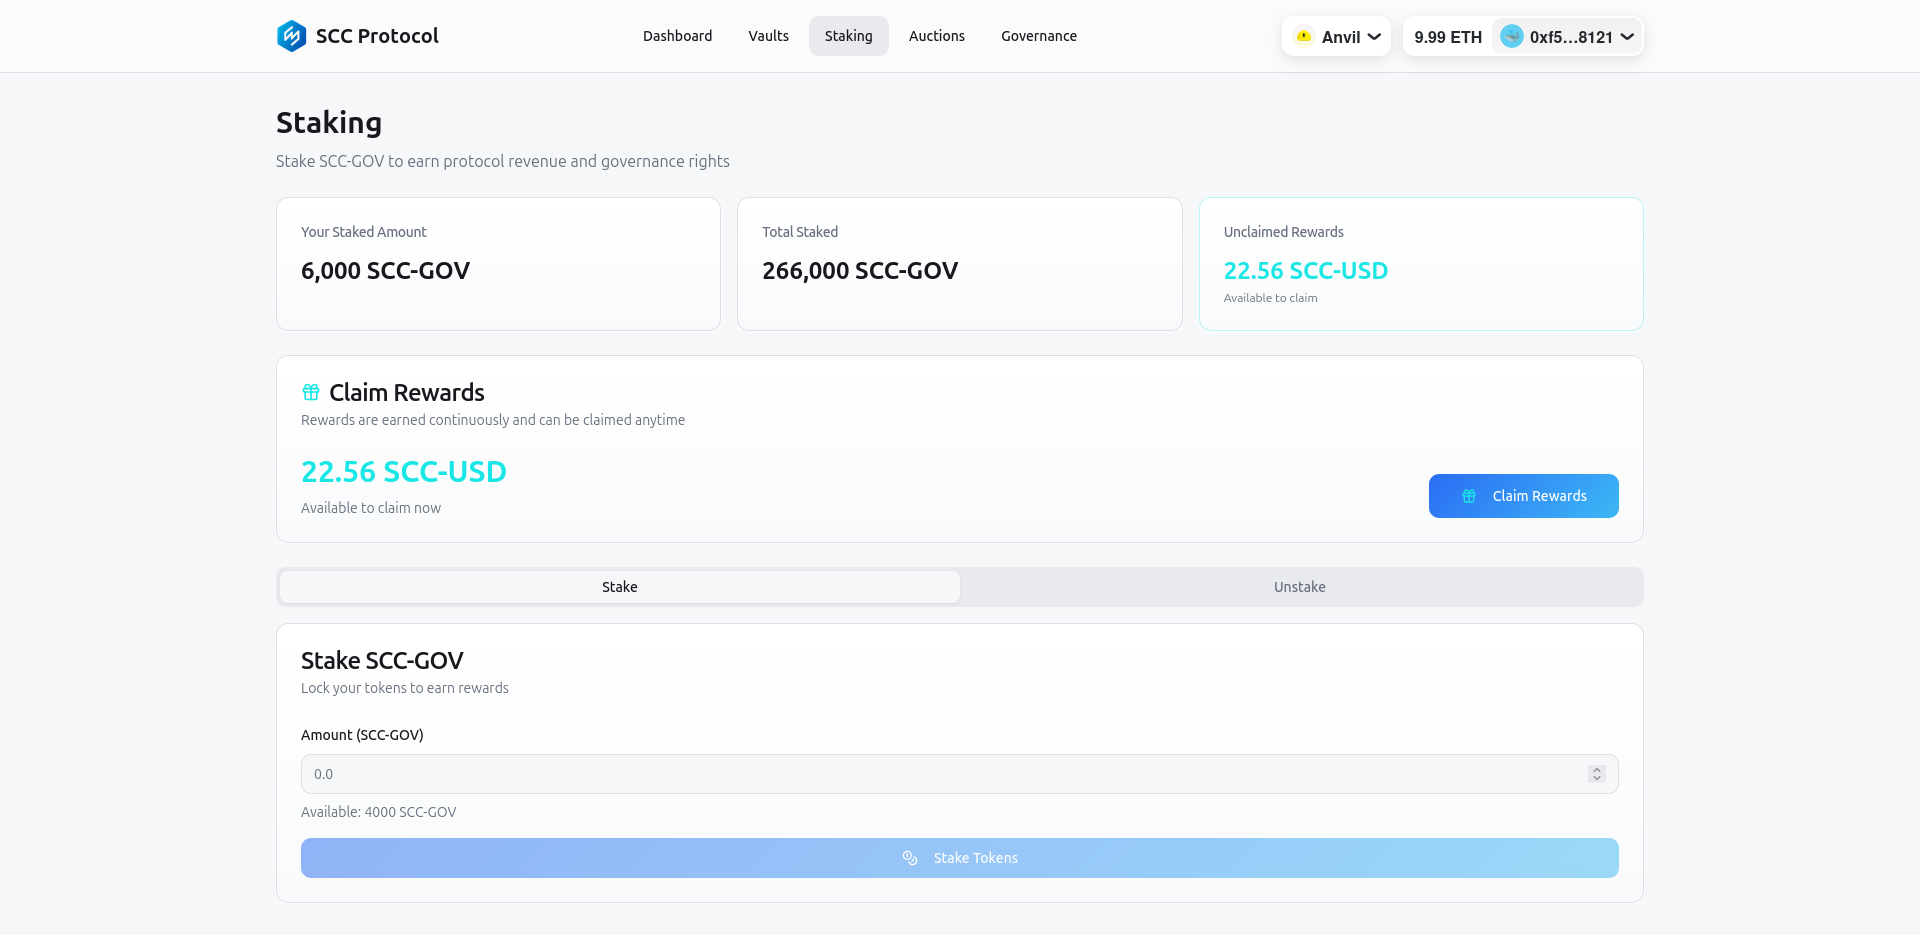 SCC Protocol
Dashboard
Vaults
Staking
Auctions
Governance
Anvil
9.99 ETH
0xf5...8121
Staking
Stake SCC-GOV to earn protocol revenue and governance rights
Your Staked Amount
6,000 SCC-GOV
Total Staked
266,000 SCC-GOV
Unclaimed Rewards
22.56 SCC-USD
Available to claim
Claim Rewards
Rewards are earned continuously and can be claimed anytime
22.56 SCC-USD
Available to claim now
Claim Rewards
Stake
Unstake
Stake SCC-GOV
Lock your tokens to earn rewards
Amount (SCC-GOV)
0.0
Available: 4000 SCC-GOV
Stake Tokens